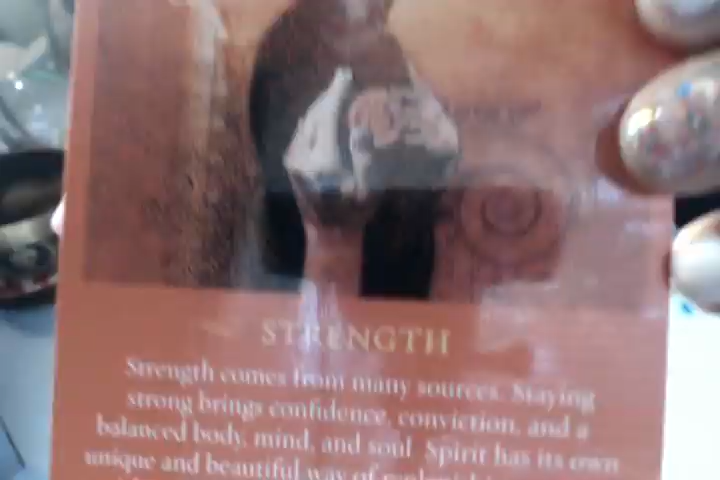 STRENGTH
Strength comes from many sources. Staying
strong brings confidence, conviction, and a
balanced body, mind, and soul. Spirit has its own
unique and beautiful way of